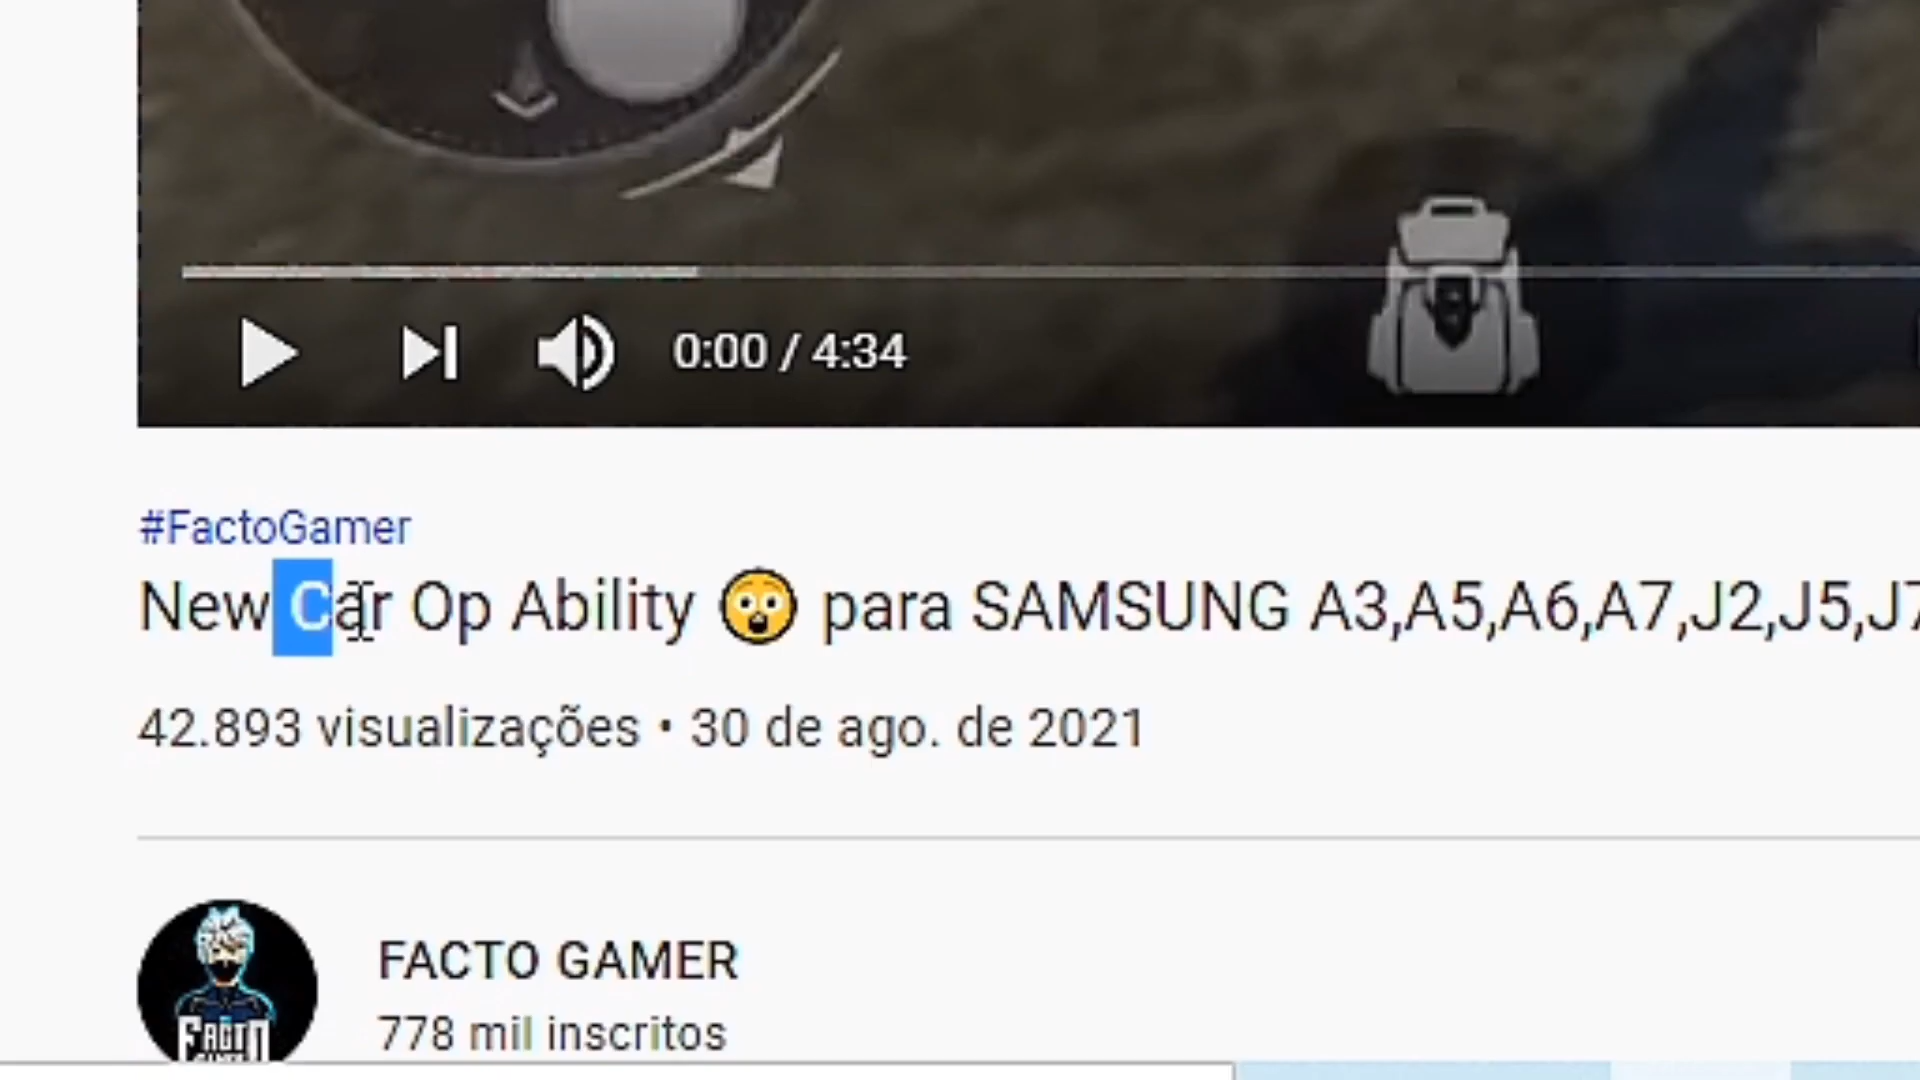 0:00 / 4:34
#FactoGamer
New Car Op Ability 😲 para SAMSUNG A3,A5,A6,A7,J2,J5,J7
42.893 visualizações • 30 de ago. de 2021
FACTO GAMER
778 mil inscritos
FACTO